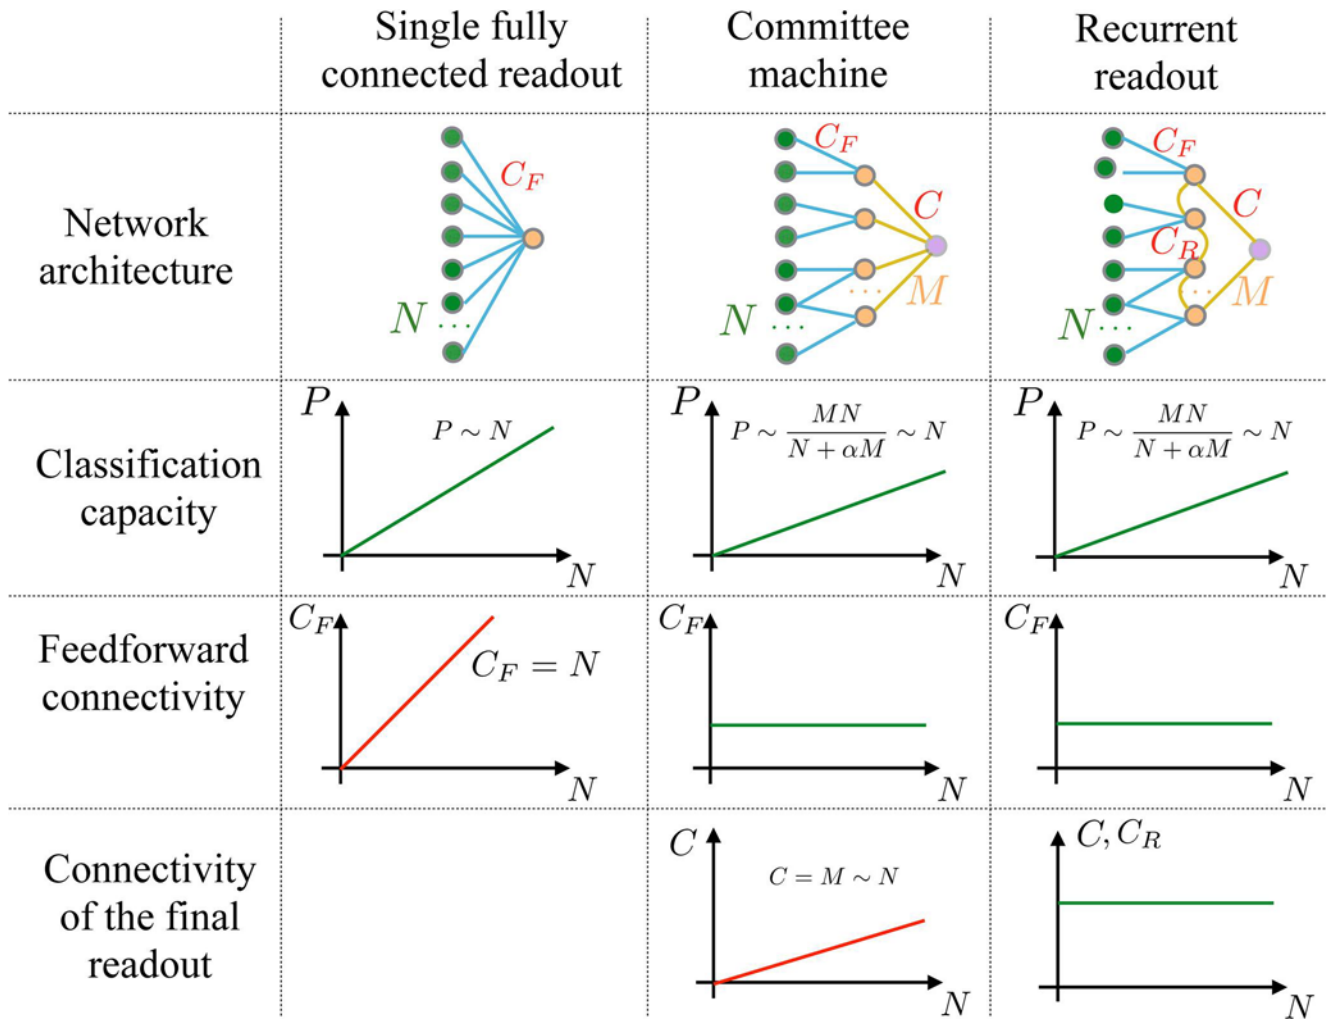 Single fully
connected readout
Committee
machine
Recurrent
readout
Network
architecture
C_F
N ...
C_F
C
... M
N ...
C_F
C
C_R
... M
N ...
Classification
capacity
P
P ∼ N
N
P
P ∼ MN / (N + αM) ∼ N
N
P
P ∼ MN / (N + αM) ∼ N
N
Feedforward
connectivity
C_F
C_F = N
N
C_F
N
C_F
N
Connectivity
of the final
readout
C
C = M ∼ N
N
C, C_R
N